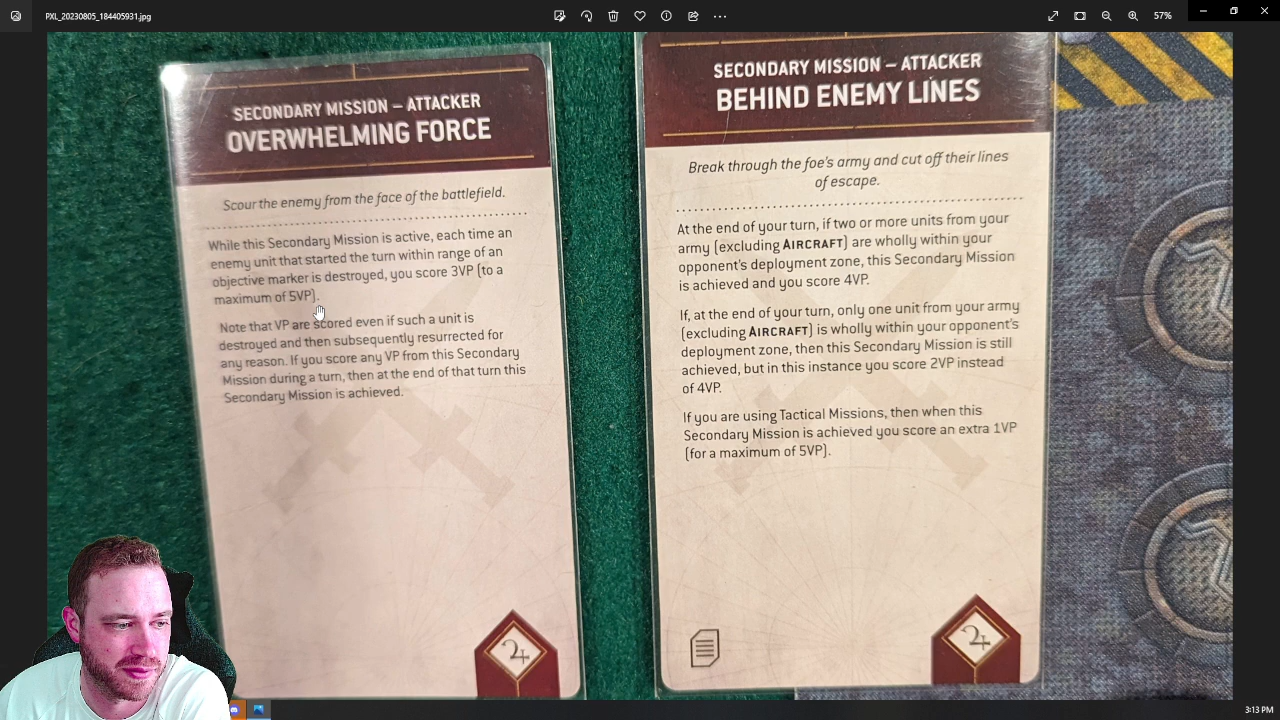 PXL_20230805_184405931.jpg
57%
SECONDARY MISSION – ATTACKER
OVERWHELMING FORCE
Scour the enemy from the face of the battlefield.
While this Secondary Mission is active, each time an
enemy unit that started the turn within range of an
objective marker is destroyed, you score 3VP (to a
maximum of 5VP).
Note that VP are scored even if such a unit is
destroyed and then subsequently resurrected for
any reason. If you score any VP from this Secondary
Mission during a turn, then at the end of that turn this
Secondary Mission is achieved.
SECONDARY MISSION – ATTACKER
BEHIND ENEMY LINES
Break through the foe's army and cut off their lines
of escape.
At the end of your turn, if two or more units from your
army (excluding AIRCRAFT) are wholly within your
opponent's deployment zone, this Secondary Mission
is achieved and you score 4VP.
If, at the end of your turn, only one unit from your army
(excluding AIRCRAFT) is wholly within your opponent's
deployment zone, then this Secondary Mission is still
achieved, but in this instance you score 2VP instead
of 4VP.
If you are using Tactical Missions, then when this
Secondary Mission is achieved you score an extra 1VP
(for a maximum of 5VP).
3:13 PM